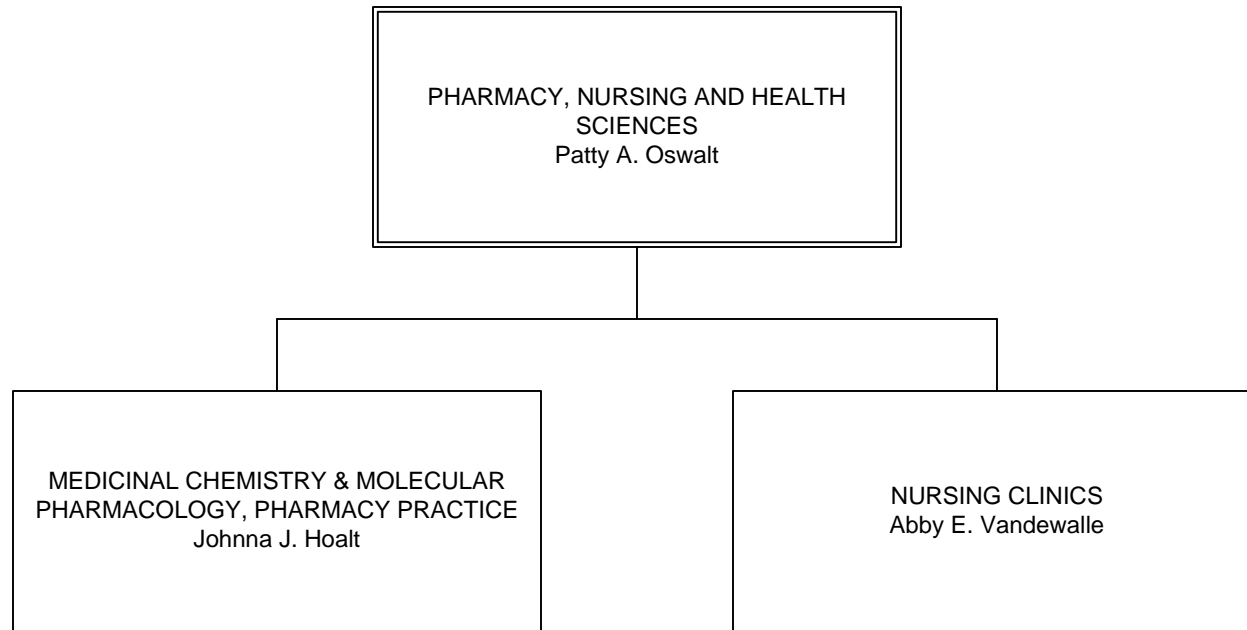 PHARMACY, NURSING AND HEALTH
SCIENCES
Patty A. Oswalt
MEDICINAL CHEMISTRY & MOLECULAR
PHARMACOLOGY, PHARMACY PRACTICE
Johnna J. Hoalt
NURSING CLINICS
Abby E. Vandewalle